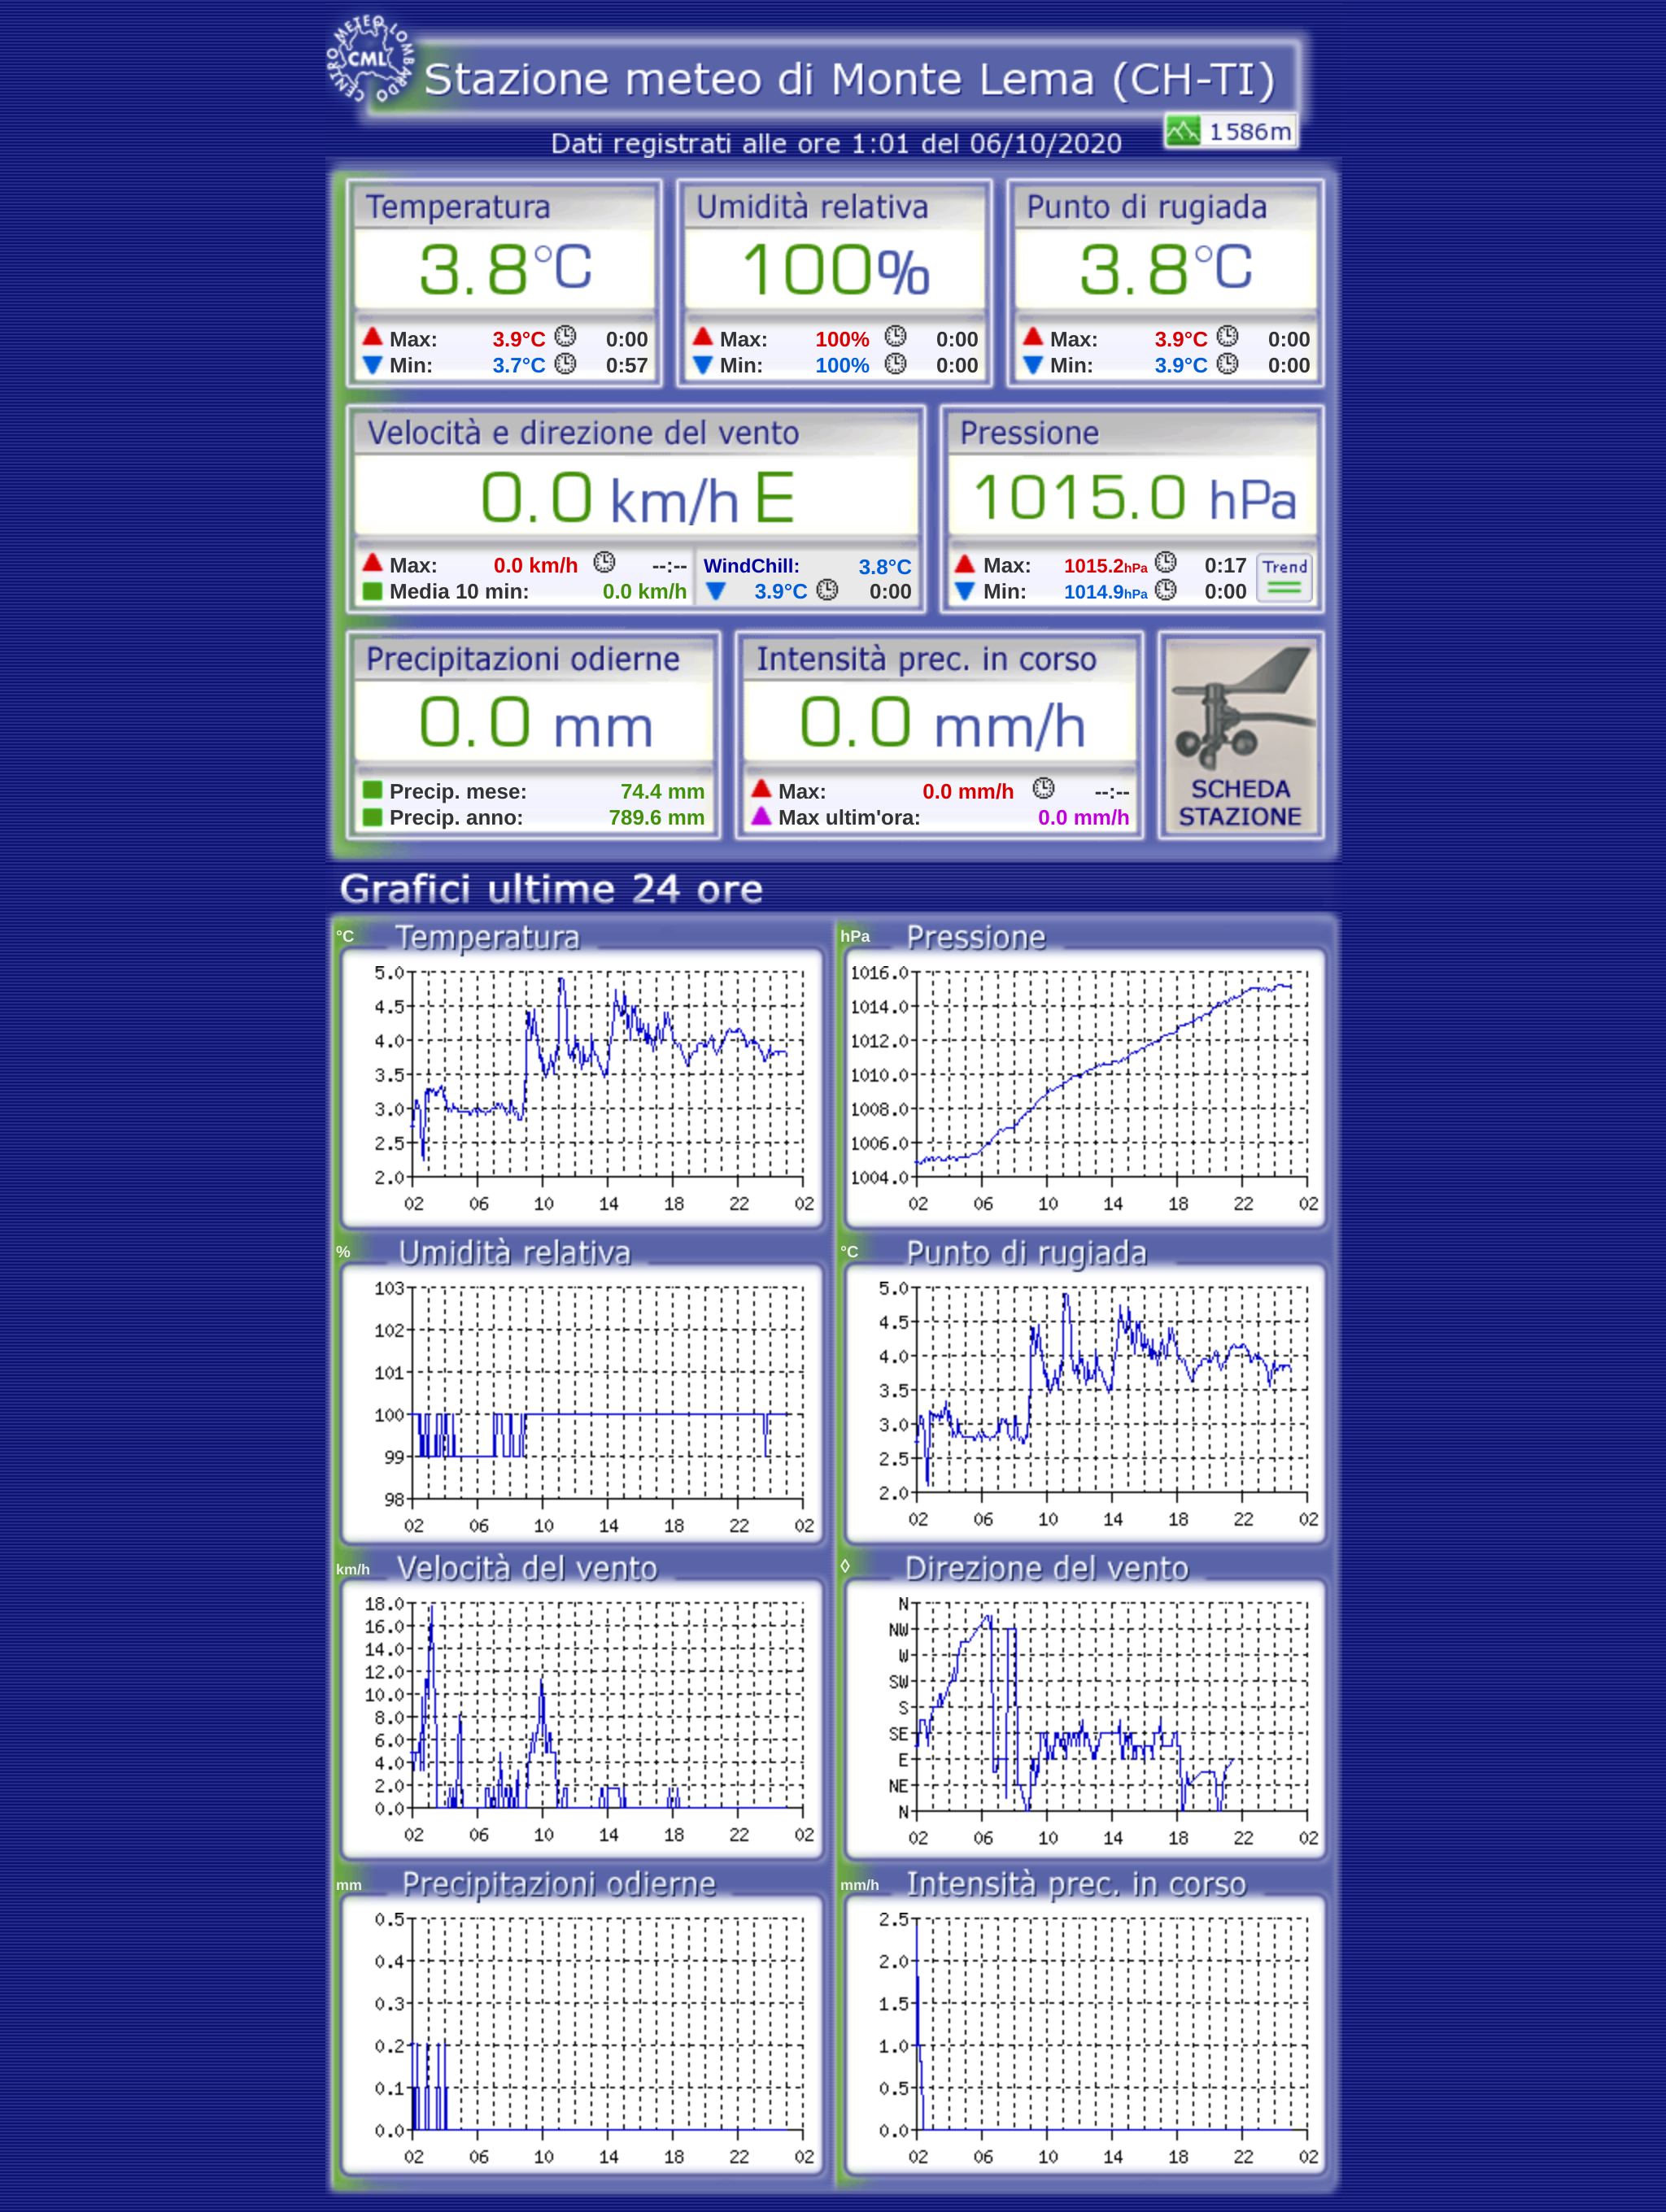 CENTRO METEO LOMBARDO
CML
Stazione meteo di Monte Lema (CH-TI)
Dati registrati alle ore 1:01 del 06/10/2020
1586m
Temperatura
3.8°C
Max: 3.9°C 0:00
Min: 3.7°C 0:57
Umidità relativa
100%
Max: 100% 0:00
Min: 100% 0:00
Punto di rugiada
3.8°C
Max: 3.9°C 0:00
Min: 3.9°C 0:00
Velocità e direzione del vento
0.0 km/h E
Max: 0.0 km/h --:--
Media 10 min: 0.0 km/h
WindChill: 3.8°C
3.9°C 0:00
Pressione
1015.0 hPa
Max: 1015.2hPa 0:17
Min: 1014.9hPa 0:00
Trend
Precipitazioni odierne
0.0 mm
Precip. mese: 74.4 mm
Precip. anno: 789.6 mm
Intensità prec. in corso
0.0 mm/h
Max: 0.0 mm/h --:--
Max ultim'ora: 0.0 mm/h
SCHEDA
STAZIONE
Grafici ultime 24 ore
°C Temperatura
5.0
4.5
4.0
3.5
3.0
2.5
2.0
02 06 10 14 18 22 02
hPa Pressione
1016.0
1014.0
1012.0
1010.0
1008.0
1006.0
1004.0
02 06 10 14 18 22 02
% Umidità relativa
103
102
101
100
99
98
02 06 10 14 18 22 02
°C Punto di rugiada
5.0
4.5
4.0
3.5
3.0
2.5
2.0
02 06 10 14 18 22 02
km/h Velocità del vento
18.0
16.0
14.0
12.0
10.0
8.0
6.0
4.0
2.0
0.0
02 06 10 14 18 22 02
◊ Direzione del vento
N
NW
W
SW
S
SE
E
NE
N
02 06 10 14 18 22 02
mm Precipitazioni odierne
0.5
0.4
0.3
0.2
0.1
0.0
02 06 10 14 18 22 02
mm/h Intensità prec. in corso
2.5
2.0
1.5
1.0
0.5
0.0
02 06 10 14 18 22 02